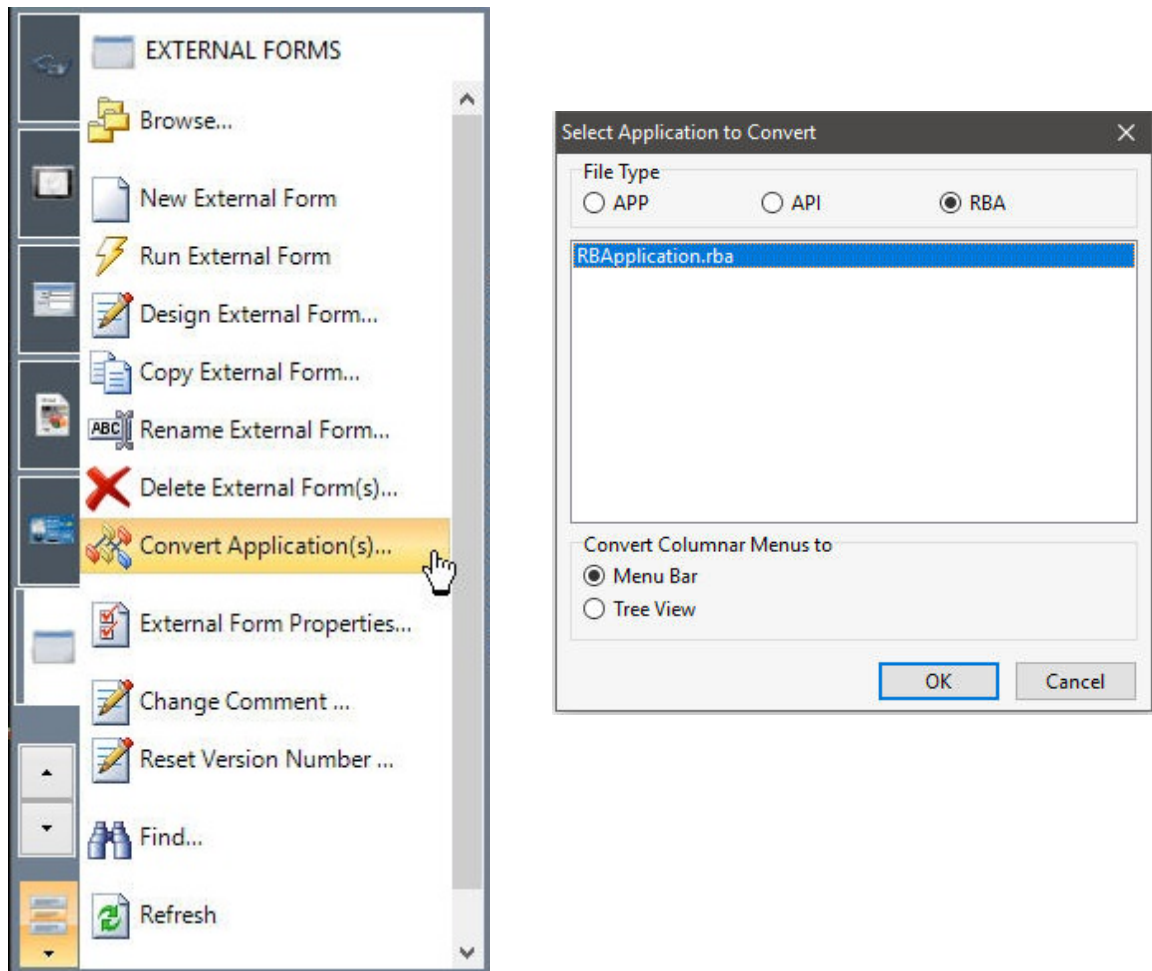 EXTERNAL FORMS
Browse...
New External Form
Run External Form
Design External Form...
Copy External Form...
ABC Rename External Form...
Delete External Form(s)...
Convert Application(s)...
External Form Properties...
Change Comment ...
Reset Version Number ...
Find...
Refresh
Select Application to Convert
File Type
APP API RBA
RBApplication.rba
Convert Columnar Menus to
Menu Bar
Tree View
OK Cancel